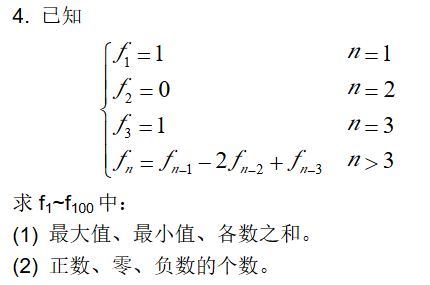 4. 已知
f₁ = 1 n = 1
f₂ = 0 n = 2
f₃ = 1 n = 3
fₙ = fₙ₋₁ − 2fₙ₋₂ + fₙ₋₃ n > 3
求 f₁~f₁₀₀ 中：
(1) 最大值、最小值、各数之和。
(2) 正数、零、负数的个数。